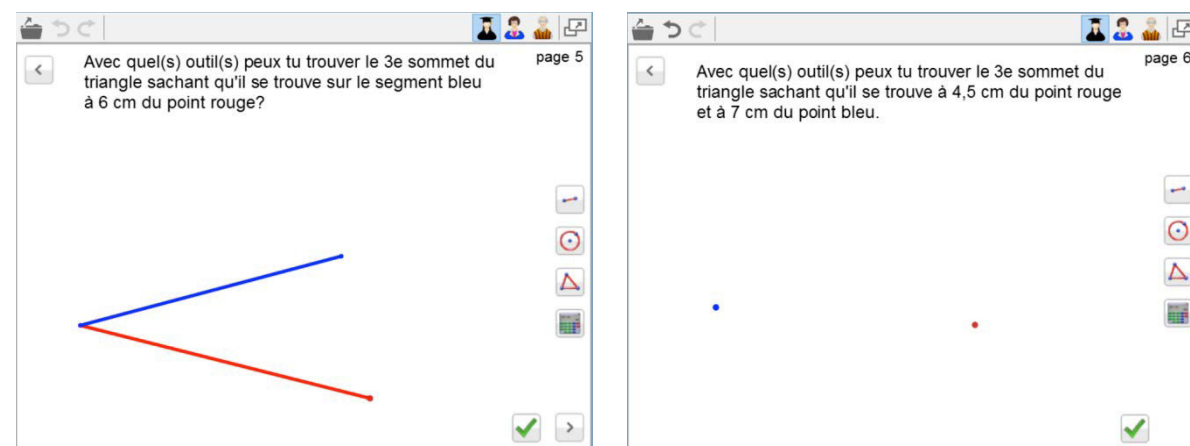 Avec quel(s) outil(s) peux tu trouver le 3e sommet du
triangle sachant qu'il se trouve sur le segment bleu
à 6 cm du point rouge?
page 5
Avec quel(s) outil(s) peux tu trouver le 3e sommet du
triangle sachant qu'il se trouve à 4,5 cm du point rouge
et à 7 cm du point bleu.
page 6